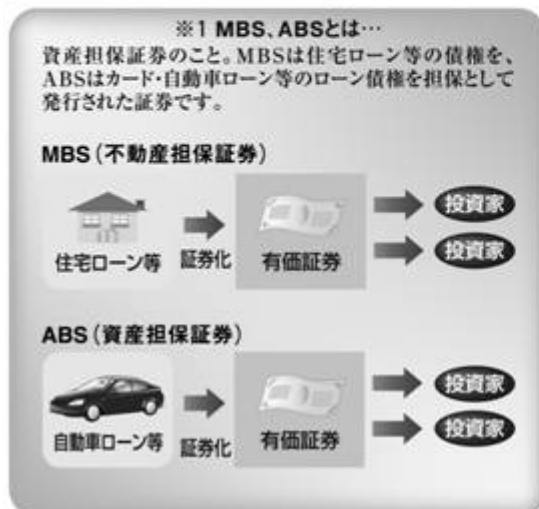 ※1 MBS、ABSとは…
資産担保証券のこと。MBSは住宅ローン等の債権を、
ABSはカード・自動車ローン等のローン債権を担保として
発行された証券です。
MBS(不動産担保証券)
住宅ローン等
証券化
有価証券
投資家
投資家
ABS(資産担保証券)
自動車ローン等
証券化
有価証券
投資家
投資家